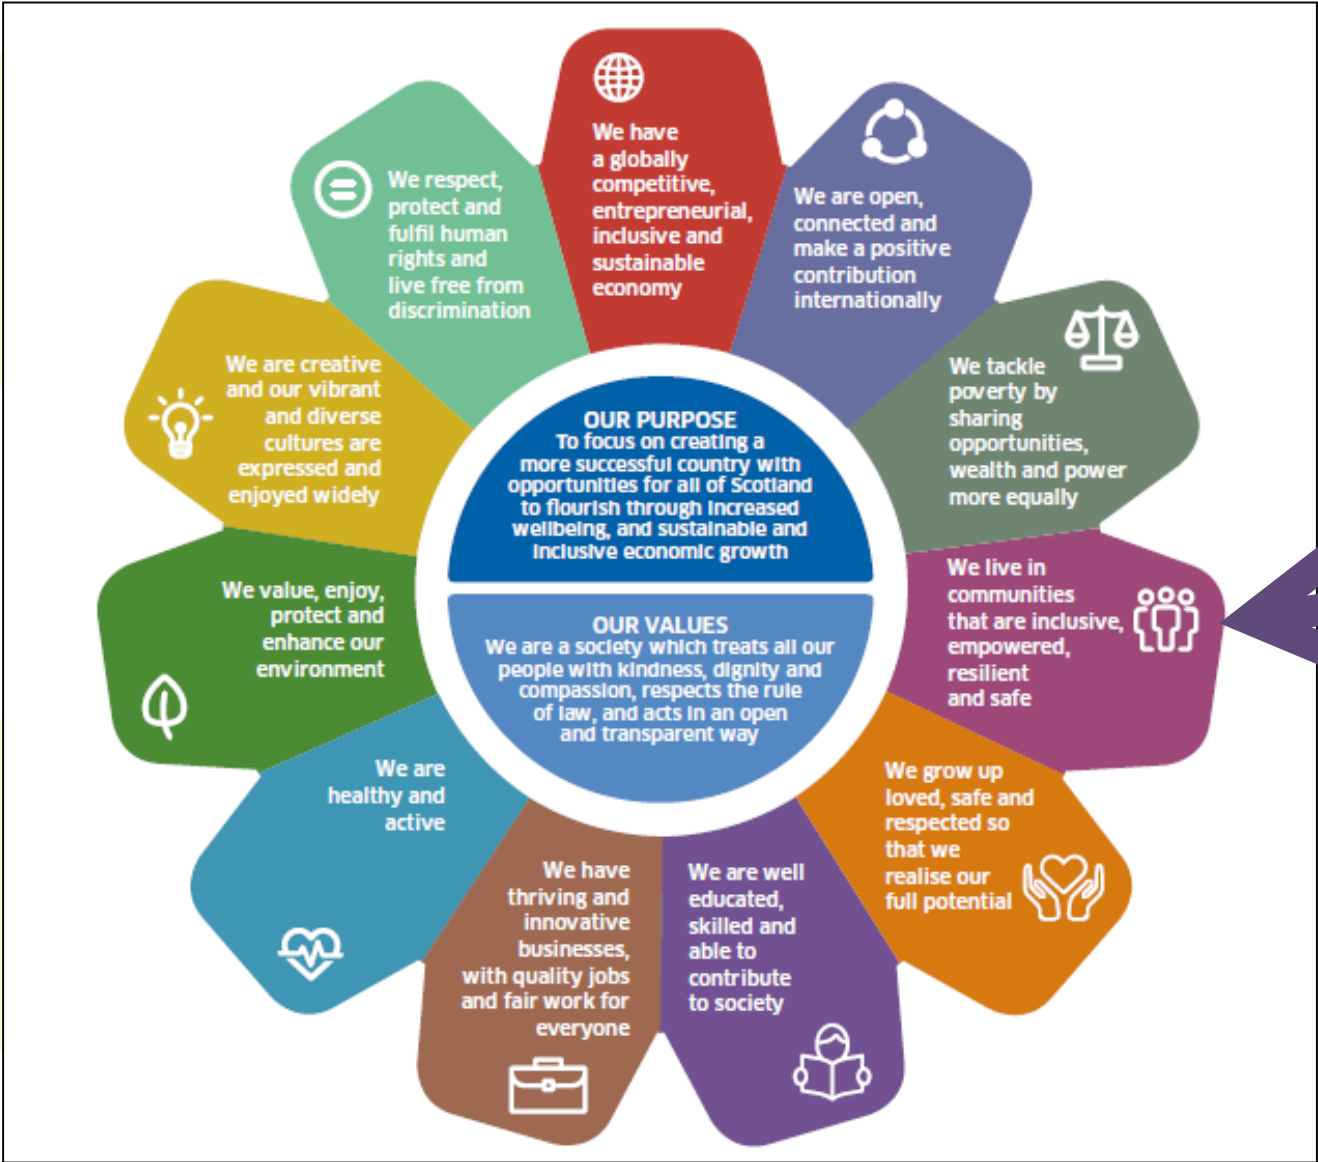 We have
a globally
competitive,
entrepreneurial,
inclusive and
sustainable
economy
We are open,
connected and
make a positive
contribution
internationally
We tackle
poverty by
sharing
opportunities,
wealth and power
more equally
We live in
communities
that are inclusive,
empowered,
resilient
and safe
We grow up
loved, safe and
respected so
that we
realise our
full potential
We are well
educated,
skilled and
able to
contribute
to society
We have
thriving and
innovative
businesses,
with quality jobs
and fair work for
everyone
We are
healthy and
active
We value, enjoy,
protect and
enhance our
environment
We are creative
and our vibrant
and diverse
cultures are
expressed and
enjoyed widely
We respect,
protect and
fulfil human
rights and
live free from
discrimination
OUR PURPOSE
To focus on creating a
more successful country with
opportunities for all of Scotland
to flourish through increased
wellbeing, and sustainable and
inclusive economic growth
OUR VALUES
We are a society which treats all our
people with kindness, dignity and
compassion, respects the rule
of law, and acts in an open
and transparent way